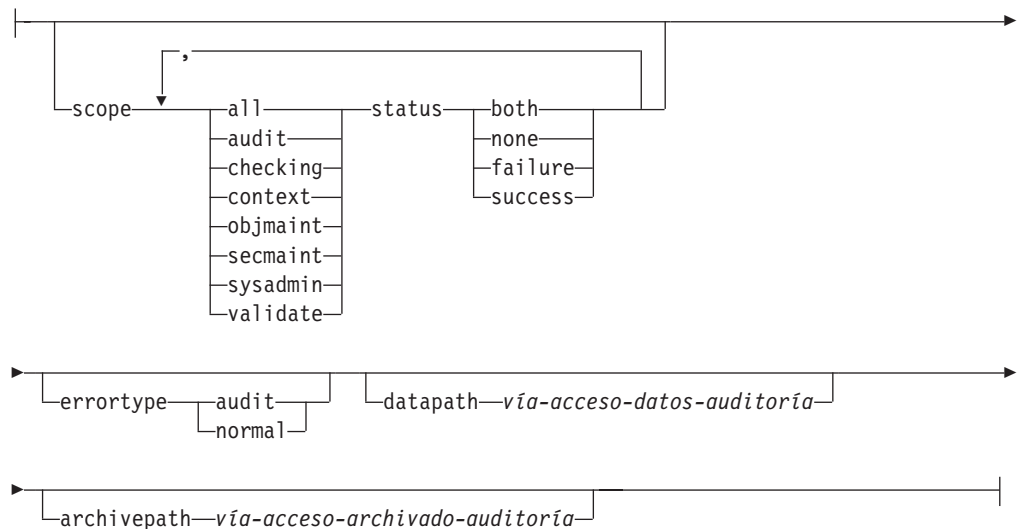 ,
scope all status both
audit none
checking failure
context success
objmaint
secmaint
sysadmin
validate
errortype audit datapath vía-acceso-datos-auditoría
normal
archivepath vía-acceso-archivado-auditoría